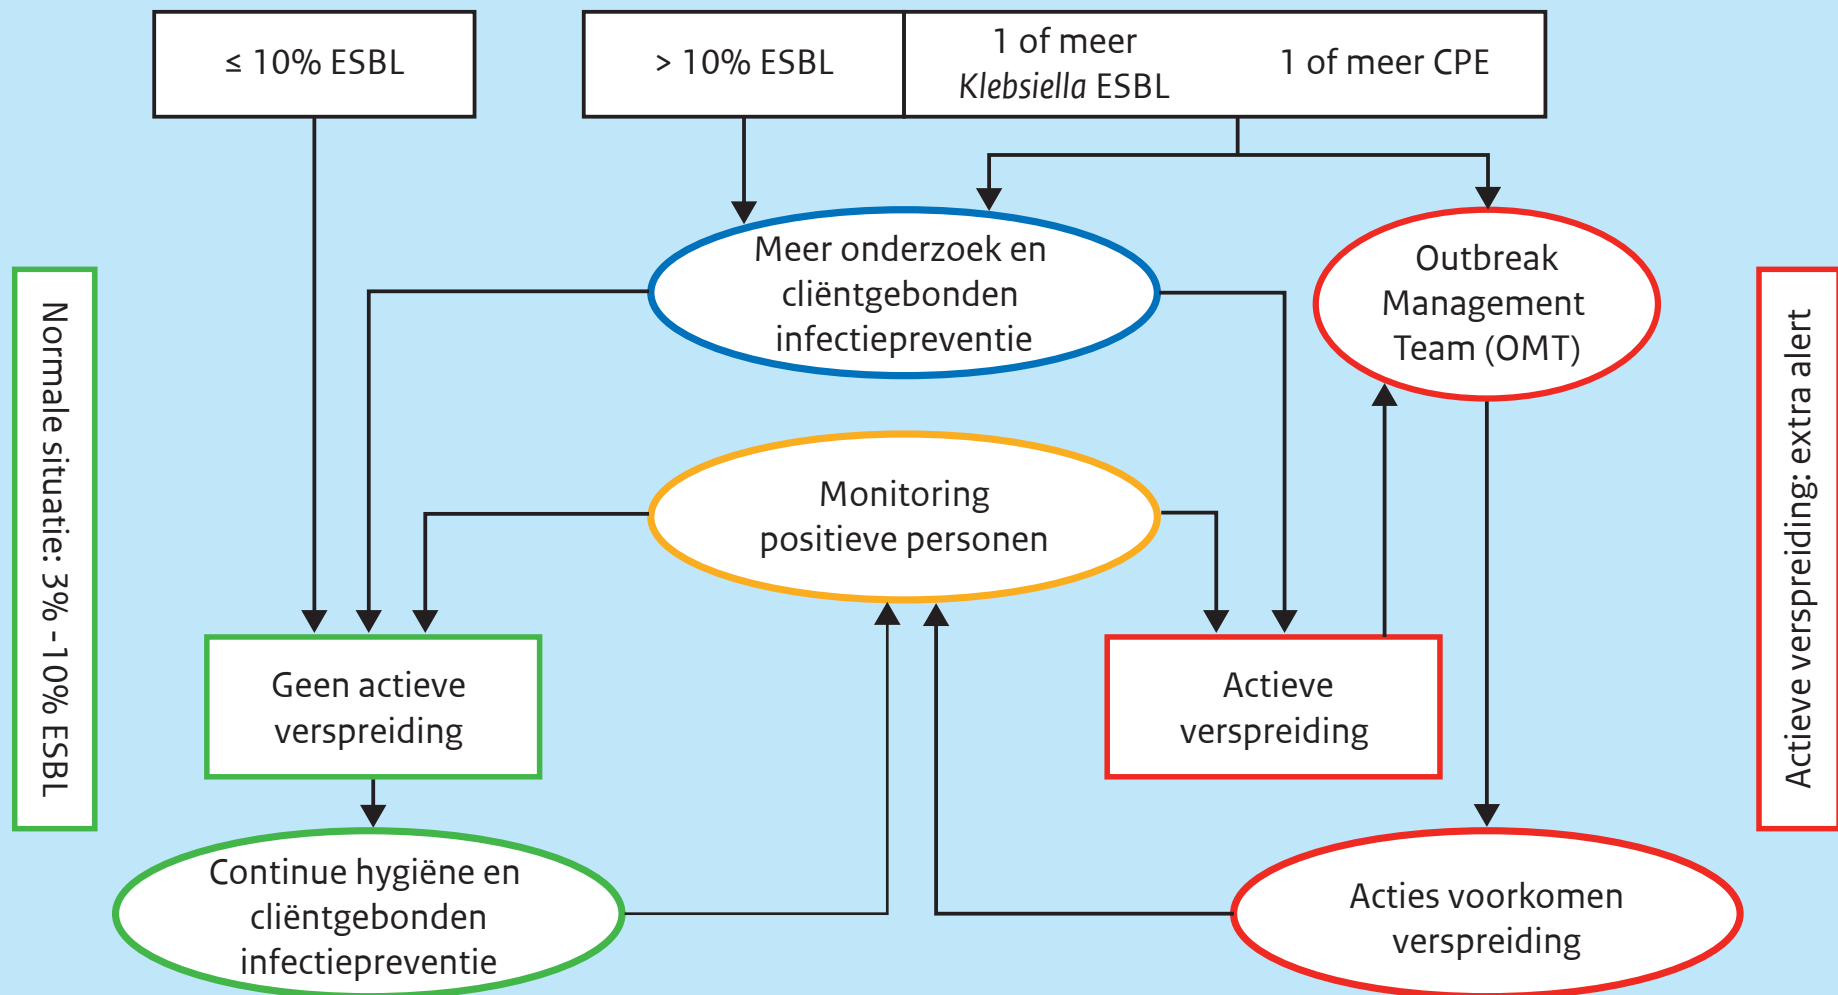 ≤ 10% ESBL
> 10% ESBL
1 of meer
Klebsiella ESBL
1 of meer CPE
Meer onderzoek en
cliëntgebonden
infectiepreventie
Outbreak
Management
Team (OMT)
Normale situatie: 3% -10% ESBL
Actieve verspreiding: extra alert
Monitoring
positieve personen
Geen actieve
verspreiding
Actieve
verspreiding
Continue hygiëne en
cliëntgebonden
infectiepreventie
Acties voorkomen
verspreiding